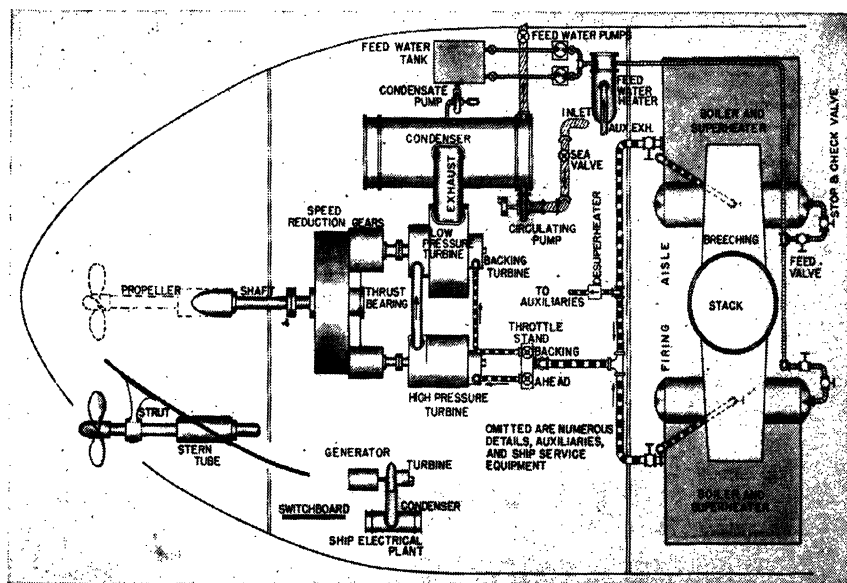 FEED WATER
TANK
FEED WATER PUMPS
CONDENSATE
PUMP
FEED
WATER
HEATER
INLET
AUX. EXH.
BOILER AND
SUPERHEATER
STOP & CHECK VALVE
CONDENSER
SEA
VALVE
EXHAUST
SPEED
REDUCTION GEARS
LOW
PRESSURE
TURBINE
CIRCULATING
PUMP
BACKING
TURBINE
DESUPERHEATER
BREECHING
FEED
VALVE
PROPELLER
SHAFT
THRUST
BEARING
TO
AUXILIARIES
FIRING AISLE
STACK
THROTTLE
STAND
BACKING
AHEAD
HIGH PRESSURE
TURBINE
STRUT
STERN
TUBE
OMITTED ARE NUMEROUS
DETAILS, AUXILIARIES,
AND SHIP SERVICE
EQUIPMENT
GENERATOR
TURBINE
SWITCHBOARD
CONDENSER
SHIP ELECTRICAL
PLANT
BOILER AND
SUPERHEATER